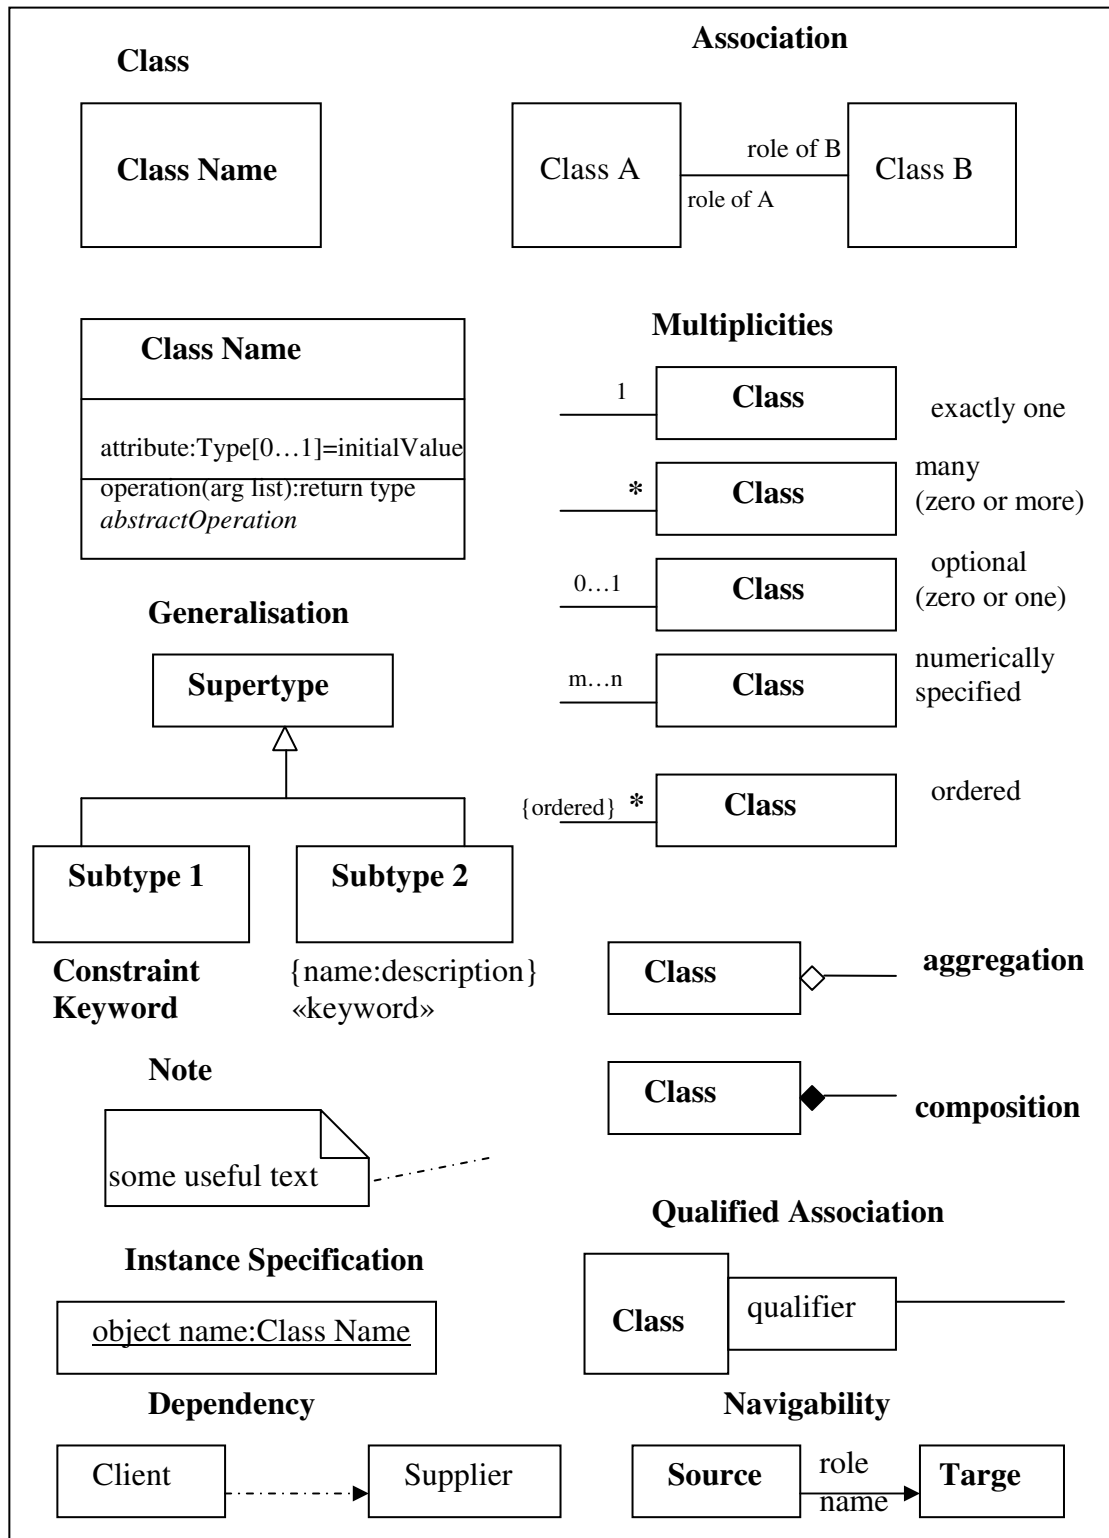 Class
Class Name
Association
Class A
role of B
role of A
Class B
Class Name
attribute:Type[0…1]=initialValue
operation(arg list):return type
abstractOperation
Multiplicities
1
Class
exactly one
*
Class
many
(zero or more)
0…1
Class
optional
(zero or one)
m…n
Class
numerically
specified
{ordered} *
Class
ordered
Generalisation
Supertype
Subtype 1
Subtype 2
Constraint
{name:description}
Keyword
«keyword»
Class
aggregation
Class
composition
Note
some useful text
Qualified Association
Class
qualifier
Instance Specification
object name:Class Name
Dependency
Client
Supplier
Navigability
Source
role
name
Targe